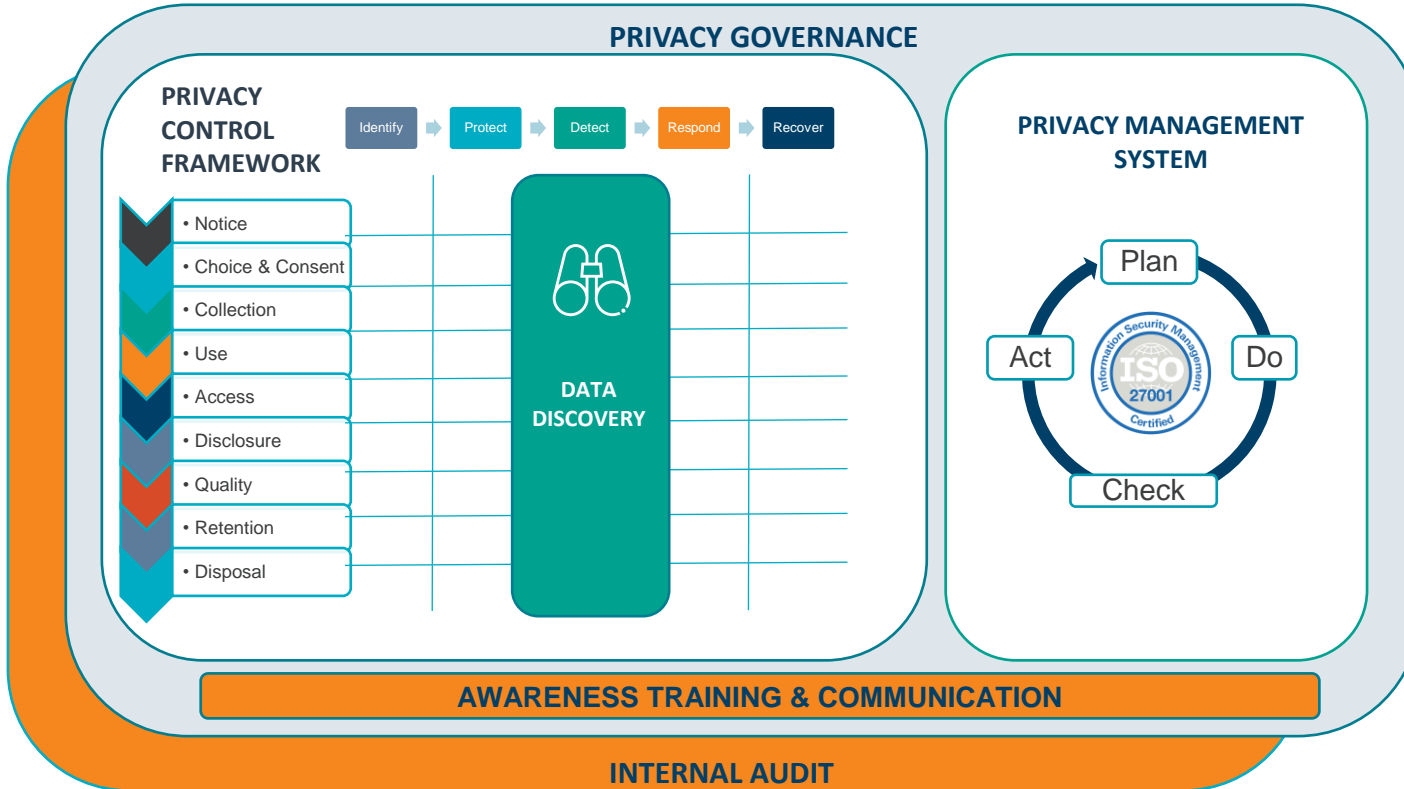 PRIVACY GOVERNANCE
PRIVACY
CONTROL
FRAMEWORK
Identify
Protect
Detect
Respond
Recover
• Notice
• Choice & Consent
• Collection
• Use
• Access
• Disclosure
• Quality
• Retention
• Disposal
DATA
DISCOVERY
PRIVACY MANAGEMENT
SYSTEM
Plan
Do
Check
Act
Information Security Management
ISO
27001
Certified
AWARENESS TRAINING & COMMUNICATION
INTERNAL AUDIT